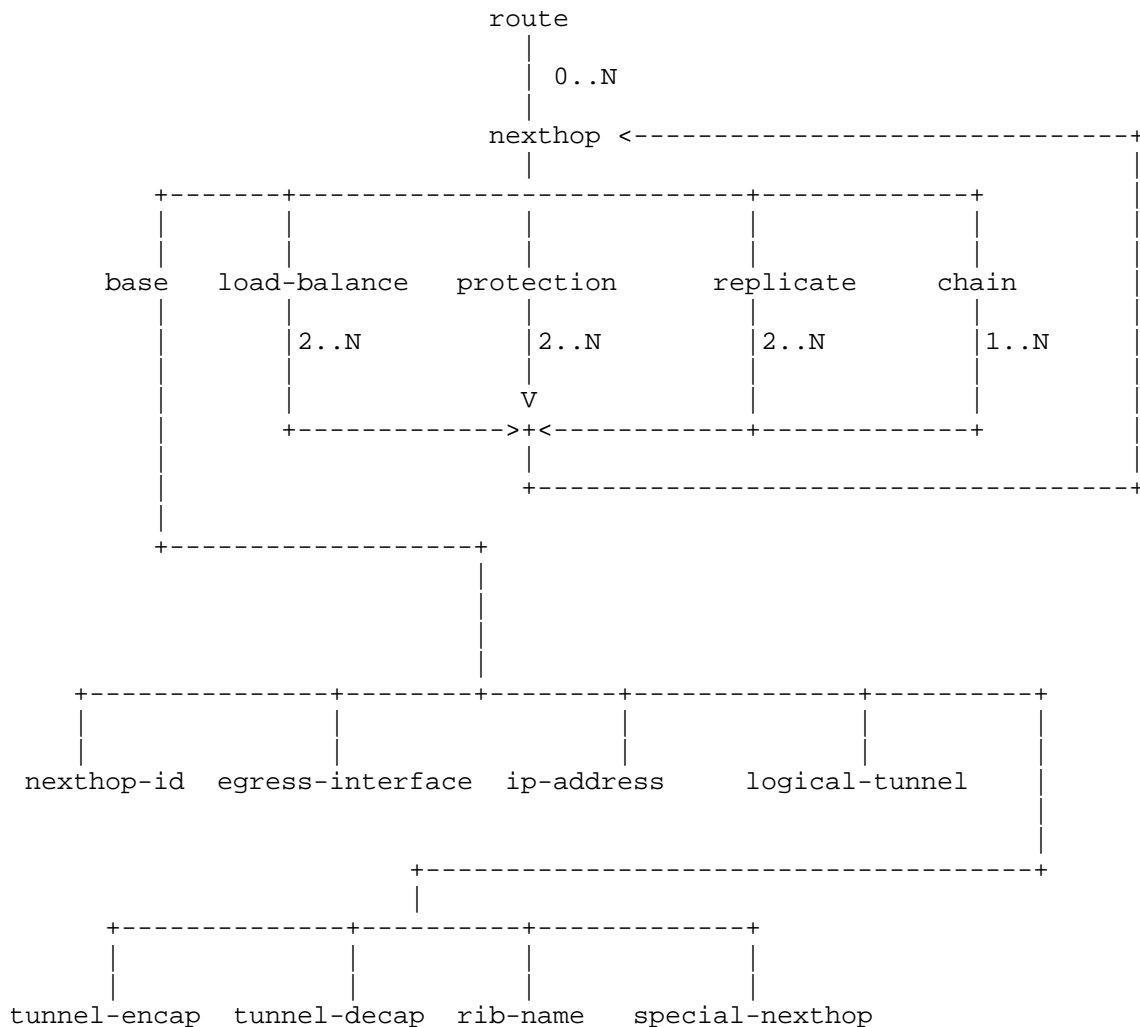 route
0..N
nexthop
base load-balance protection replicate chain
2..N 2..N 2..N 1..N
V
nexthop-id egress-interface ip-address logical-tunnel
tunnel-encap tunnel-decap rib-name special-nexthop